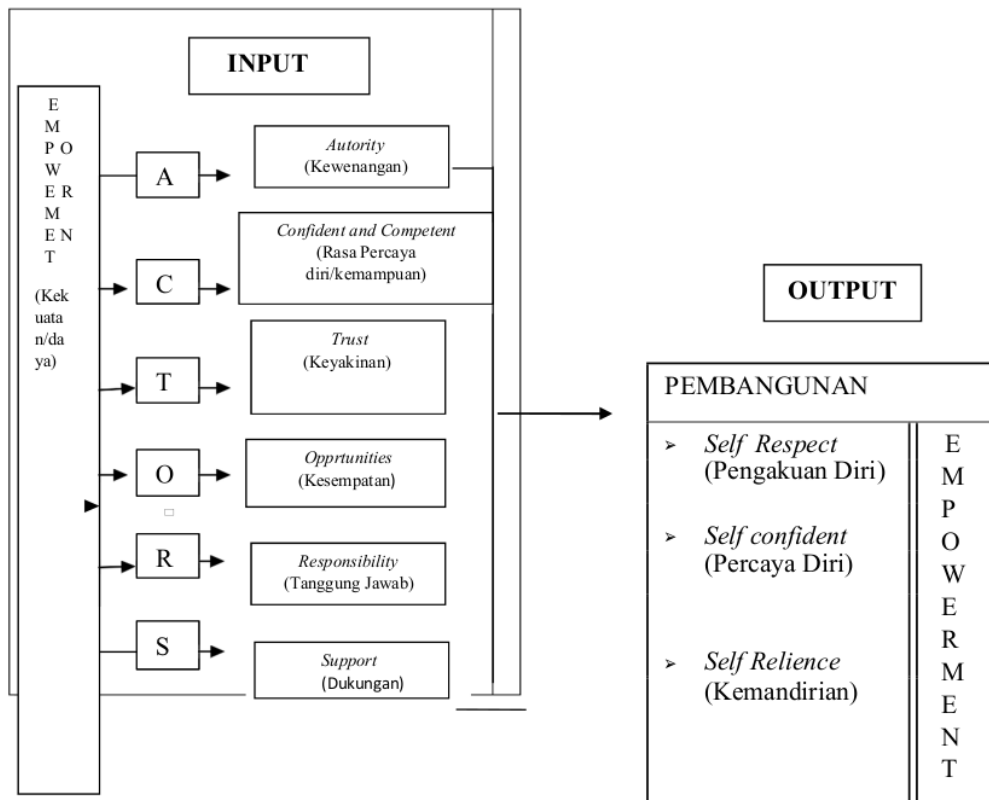 INPUT
E
M
P O
W
E R
M
E N
T
(Kek
uata
n/da
ya)
A
Autority
(Kewenangan)
C
Confident and Competent
(Rasa Percaya
diri/kemampuan)
T
Trust
(Keyakinan)
O
Opprtunities
(Kesempatan)
R
Responsibility
(Tanggung Jawab)
S
Support
(Dukungan)
OUTPUT
PEMBANGUNAN
➢ Self Respect
(Pengakuan Diri)
➢ Self confident
(Percaya Diri)
➢ Self Relience
(Kemandirian)
E
M
P
O
W
E
R
M
E
N
T